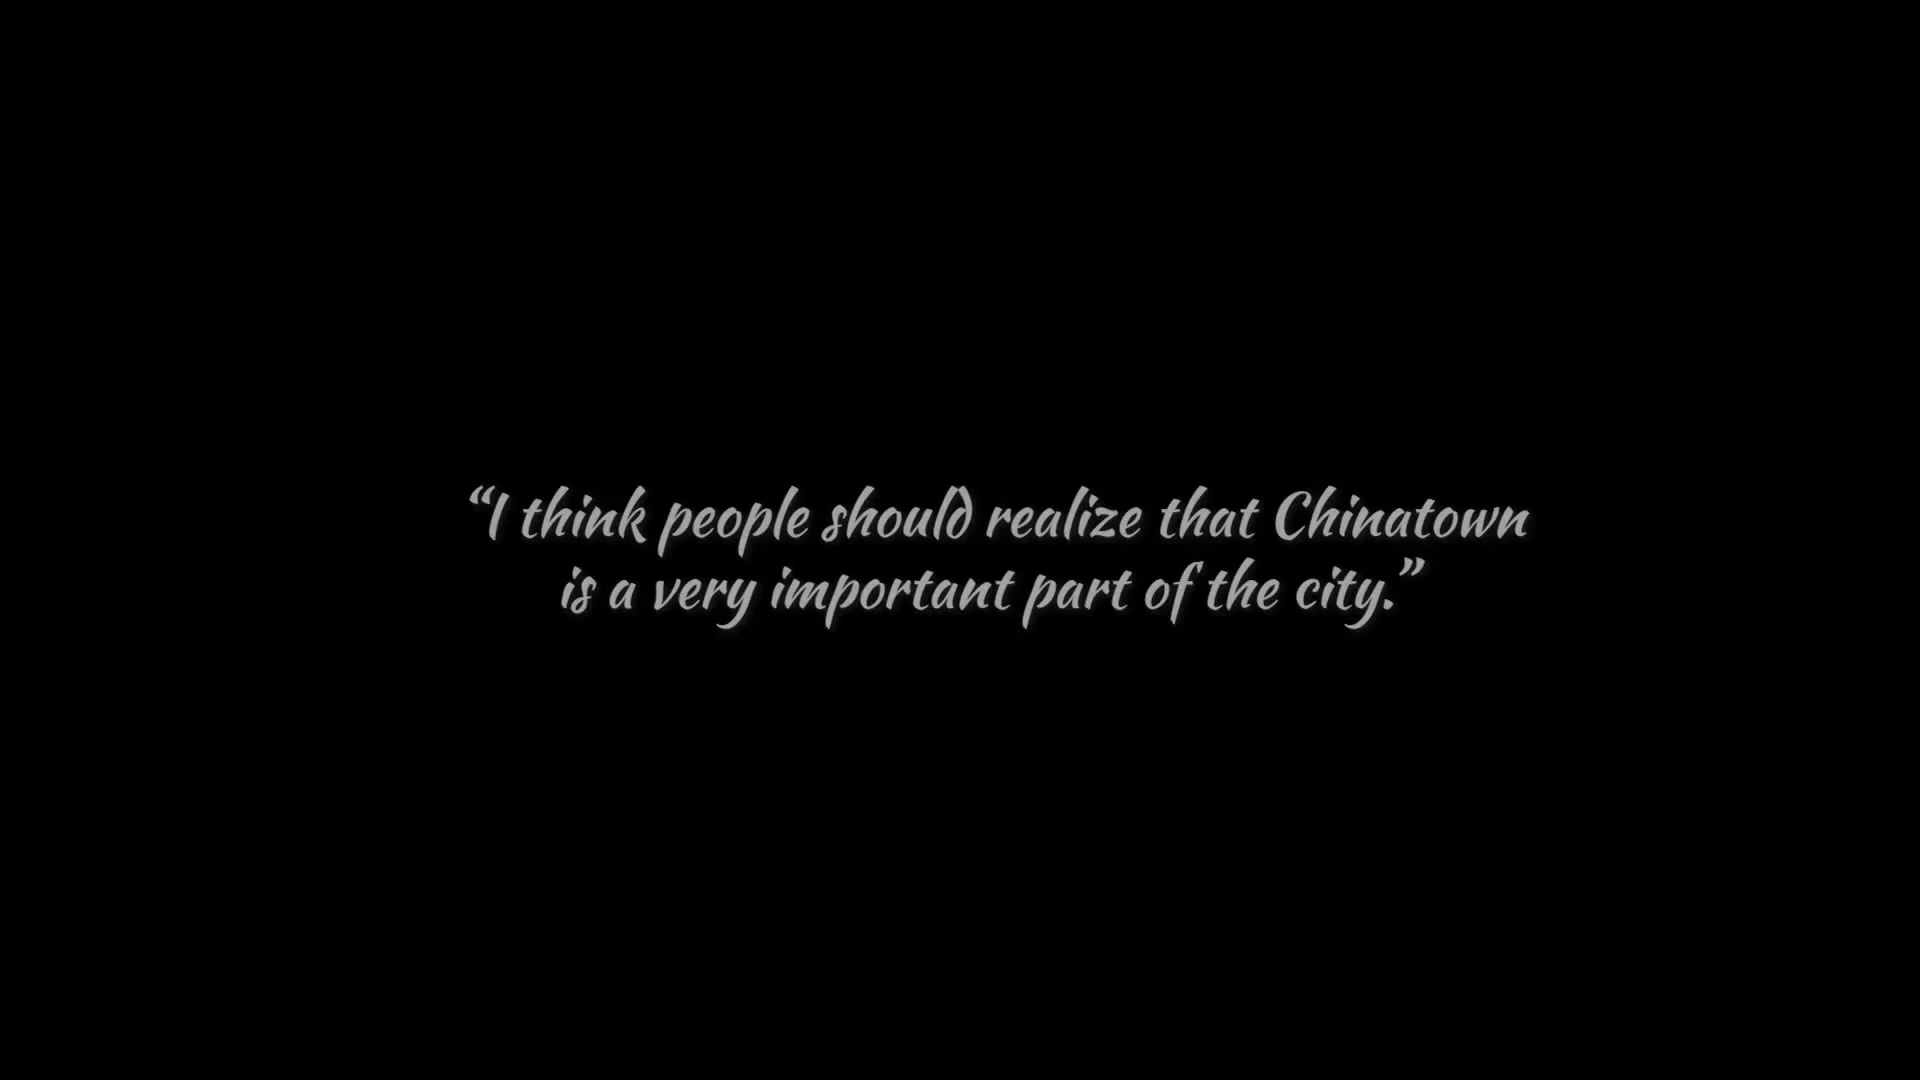 “I think people should realize that Chinatown
is a very important part of the city.”